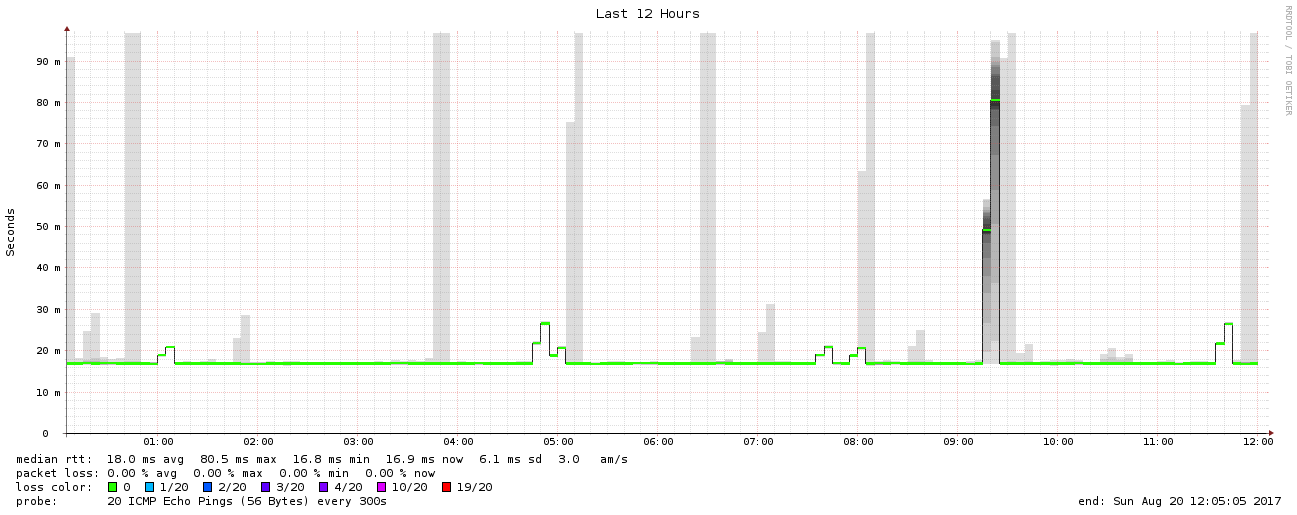 Last 12 Hours
RRDTOOL / TOBI OETIKER
Seconds
90 m
80 m
70 m
60 m
50 m
40 m
30 m
20 m
10 m
0
01:00 02:00 03:00 04:00 05:00 06:00 07:00 08:00 09:00 10:00 11:00 12:00
median rtt: 18.0 ms avg 80.5 ms max 16.8 ms min 16.9 ms now 6.1 ms sd 3.0 am/s
packet loss: 0.00 % avg 0.00 % max 0.00 % min 0.00 % now
loss color: 0 1/20 2/20 3/20 4/20 10/20 19/20
probe: 20 ICMP Echo Pings (56 Bytes) every 300s end: Sun Aug 20 12:05:05 2017